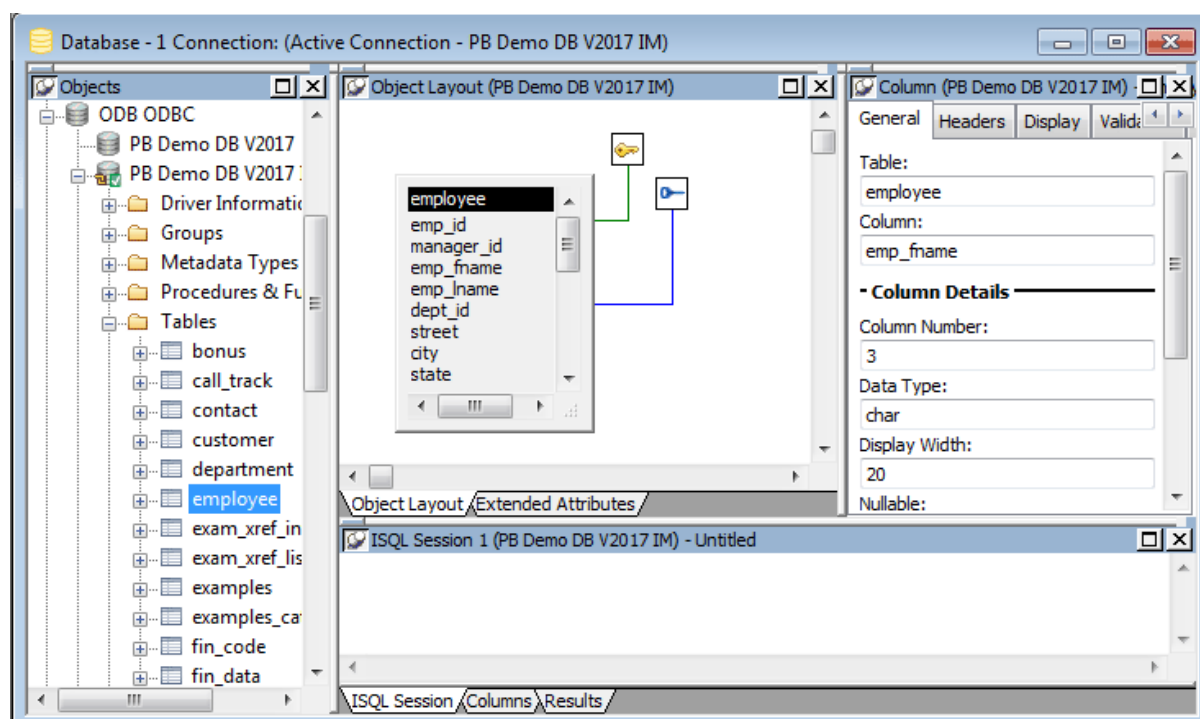 Database - 1 Connection: (Active Connection - PB Demo DB V2017 IM)
Objects
ODB ODBC
PB Demo DB V2017
PB Demo DB V2017
Driver Informatic
Groups
Metadata Types
Procedures & Fu
Tables
bonus
call_track
contact
customer
department
employee
exam_xref_in
exam_xref_lis
examples
examples_ca
fin_code
fin_data
Object Layout (PB Demo DB V2017 IM)
employee
emp_id
manager_id
emp_fname
emp_lname
dept_id
street
city
state
Object Layout Extended Attributes
Column (PB Demo DB V2017 IM) -
General Headers Display Valida
Table:
employee
Column:
emp_fname
- Column Details
Column Number:
3
Data Type:
char
Display Width:
20
Nullable:
ISQL Session 1 (PB Demo DB V2017 IM) - Untitled
ISQL Session Columns Results